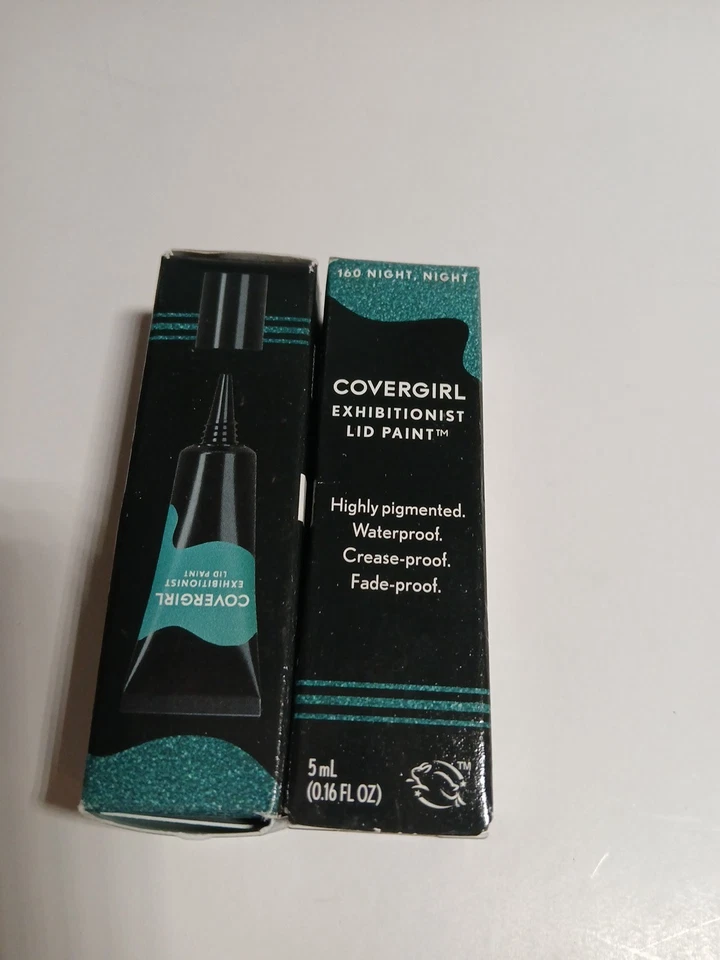 COVERGIRL
EXHIBITIONIST
LID PAINT
160 NIGHT, NIGHT
COVERGIRL
EXHIBITIONIST
LID PAINT™
Highly pigmented.
Waterproof.
Crease-proof.
Fade-proof.
5 mL
(0.16 FL OZ)
TM